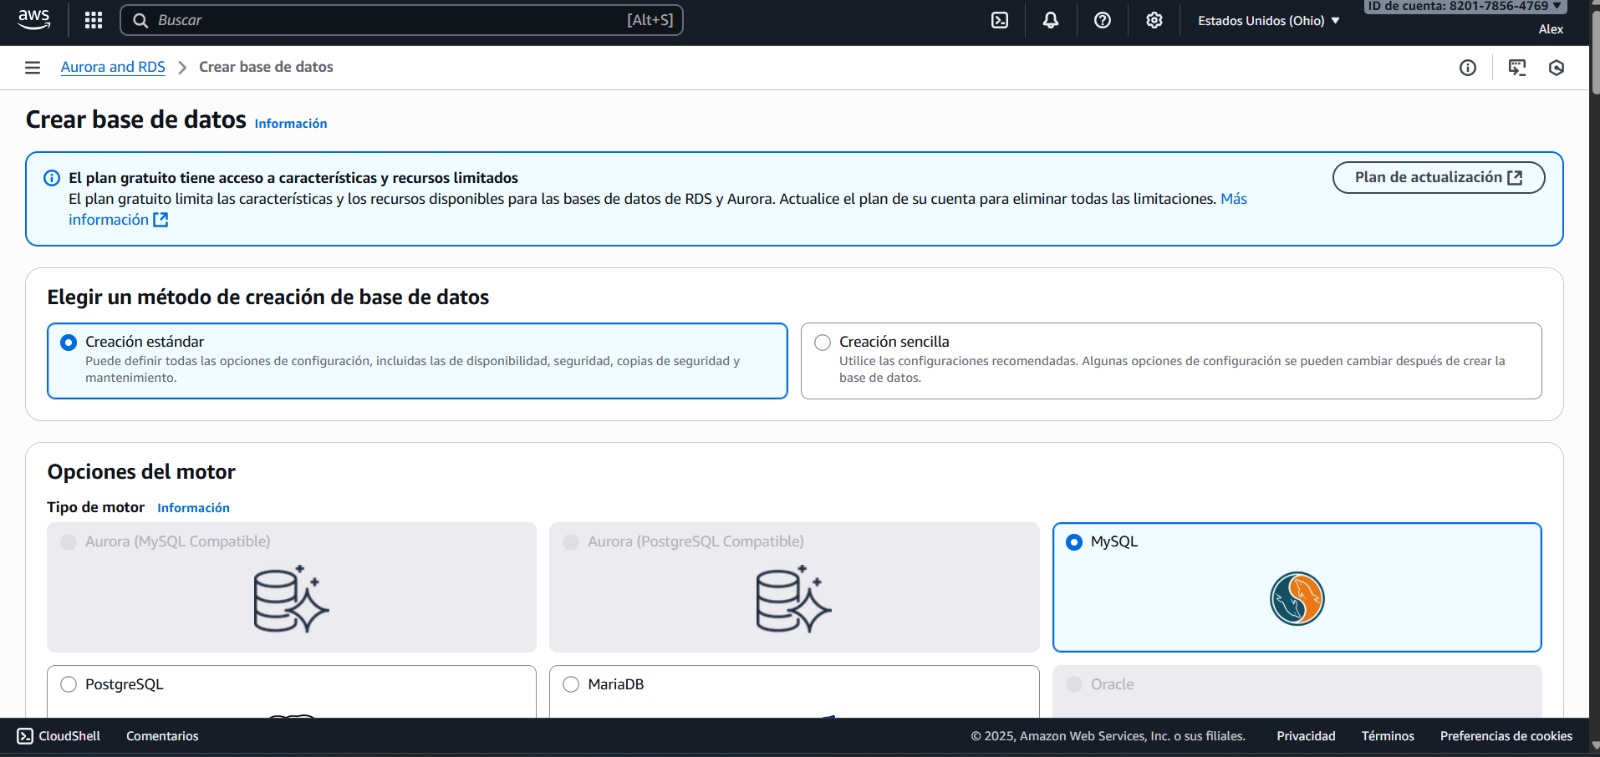 aws
Buscar [Alt+S]
Estados Unidos (Ohio) ▼
ID de cuenta: 8201-7856-4769 ▼
Alex
Aurora and RDS > Crear base de datos
Crear base de datos Información
El plan gratuito tiene acceso a características y recursos limitados
Plan de actualización
El plan gratuito limita las características y los recursos disponibles para las bases de datos de RDS y Aurora. Actualice el plan de su cuenta para eliminar todas las limitaciones. Más
información
Elegir un método de creación de base de datos
Creación estándar
Puede definir todas las opciones de configuración, incluidas las de disponibilidad, seguridad, copias de seguridad y
mantenimiento.
Creación sencilla
Utilice las configuraciones recomendadas. Algunas opciones de configuración se pueden cambiar después de crear la
base de datos.
Opciones del motor
Tipo de motor Información
Aurora (MySQL Compatible)
Aurora (PostgreSQL Compatible)
MySQL
PostgreSQL
MariaDB
Oracle
CloudShell Comentarios
© 2025, Amazon Web Services, Inc. o sus filiales. Privacidad Términos Preferencias de cookies